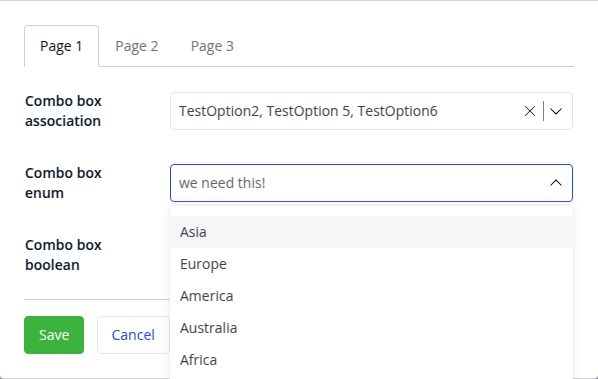 Page 1 Page 2 Page 3
Combo box
association
TestOption2, TestOption 5, TestOption6
Combo box
enum
we need this!
Asia
Europe
America
Australia
Africa
Combo box
boolean
Save Cancel